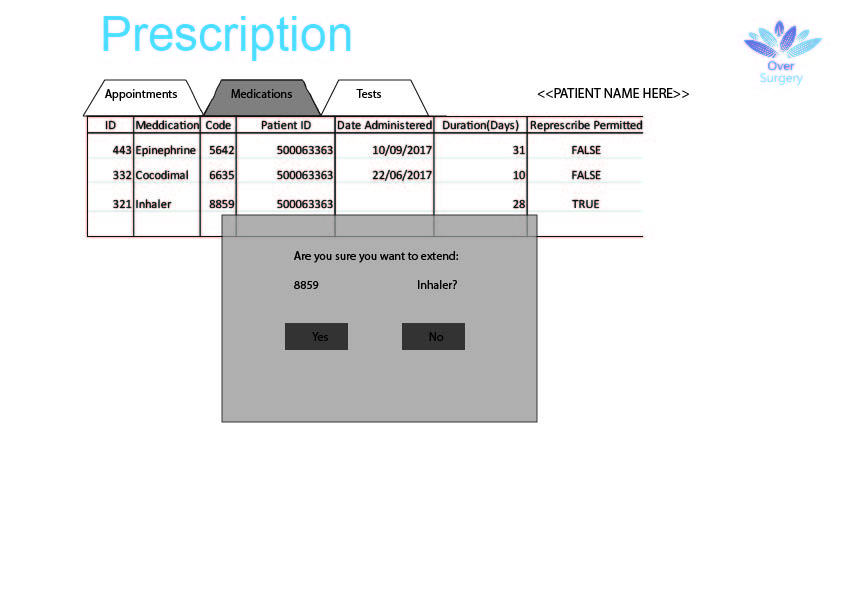 Prescription
Over
Surgery
Appointments Medications Tests <<PATIENT NAME HERE>>
ID Meddication Code Patient ID Date Administered Duration(Days) Represcribe Permitted
443 Epinephrine 5642 500063363 10/09/2017 31 FALSE
332 Cocodimal 6635 500063363 22/06/2017 10 FALSE
321 Inhaler 8859 500063363 28 TRUE
Are you sure you want to extend:
8859 Inhaler?
Yes No